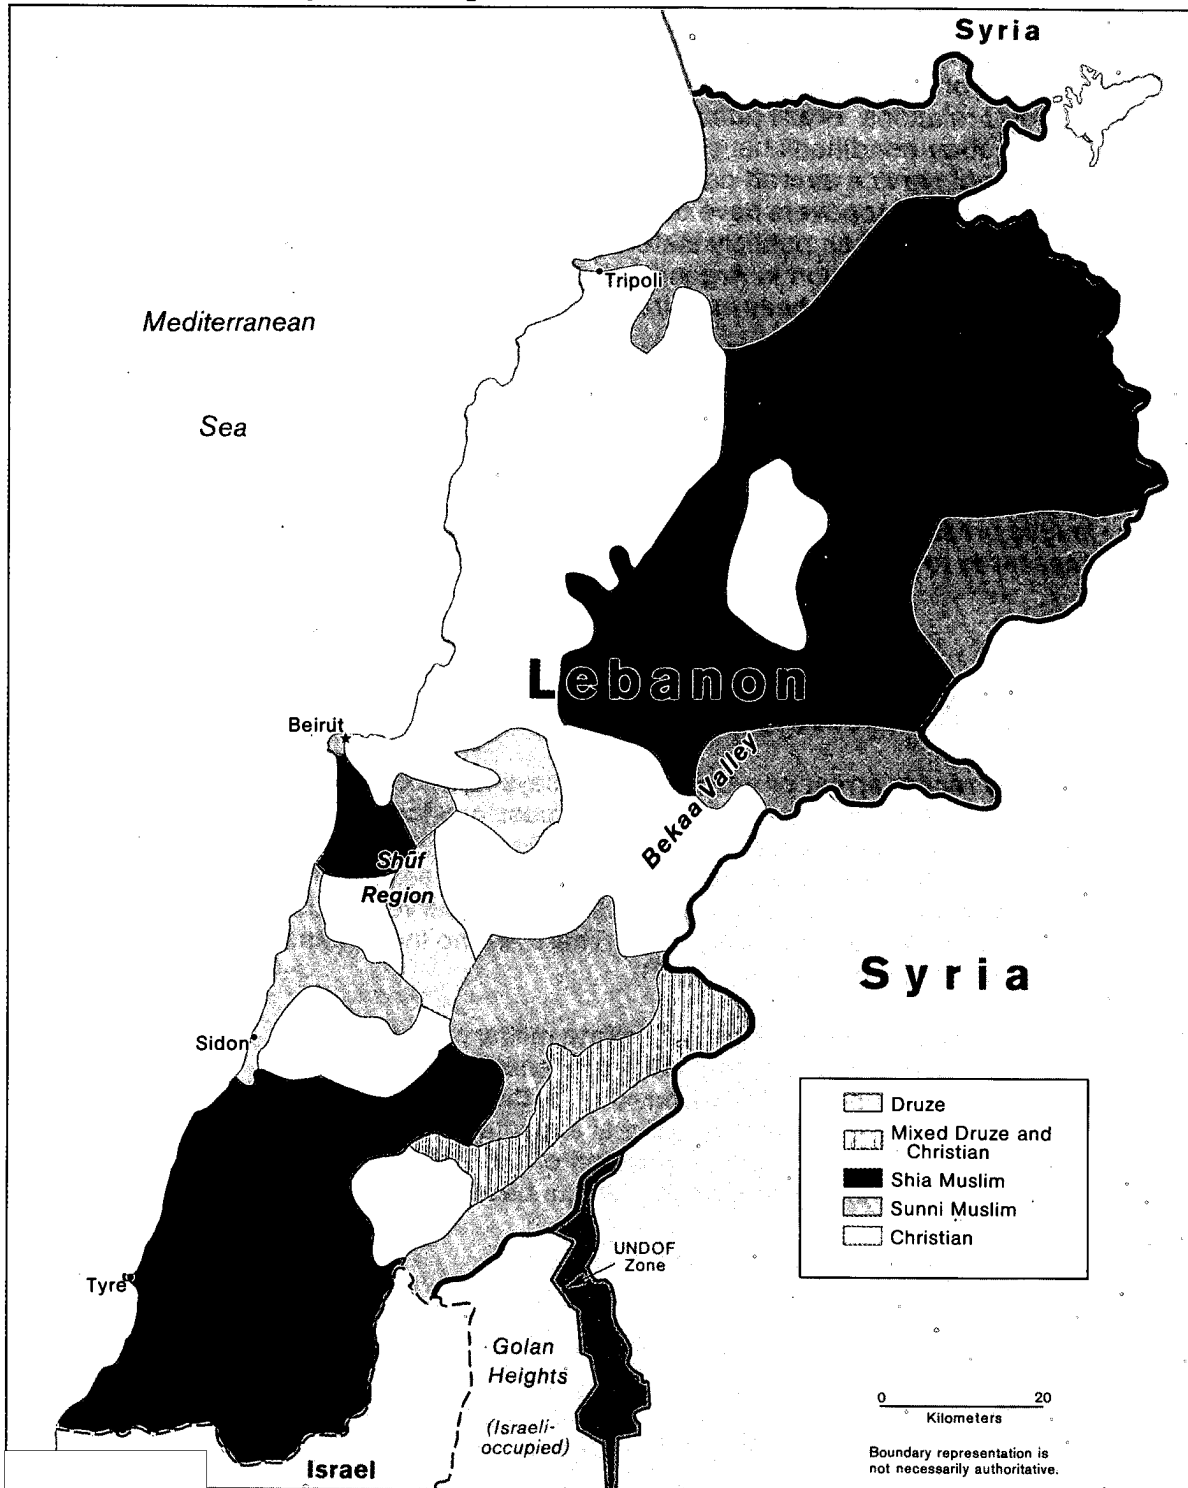 Syria
Tripoli
Mediterranean
Sea
Lebanon
Beirut
Bekaa Valley
Shuf
Region
Syria
Sidon
Druze
Mixed Druze and
Christian
Shia Muslim
Sunni Muslim
Christian
UNDOF
Zone
Tyre
Golan
Heights
(Israeli-
occupied)
0 20
Kilometers
Israel
Boundary representation is
not necessarily authoritative.